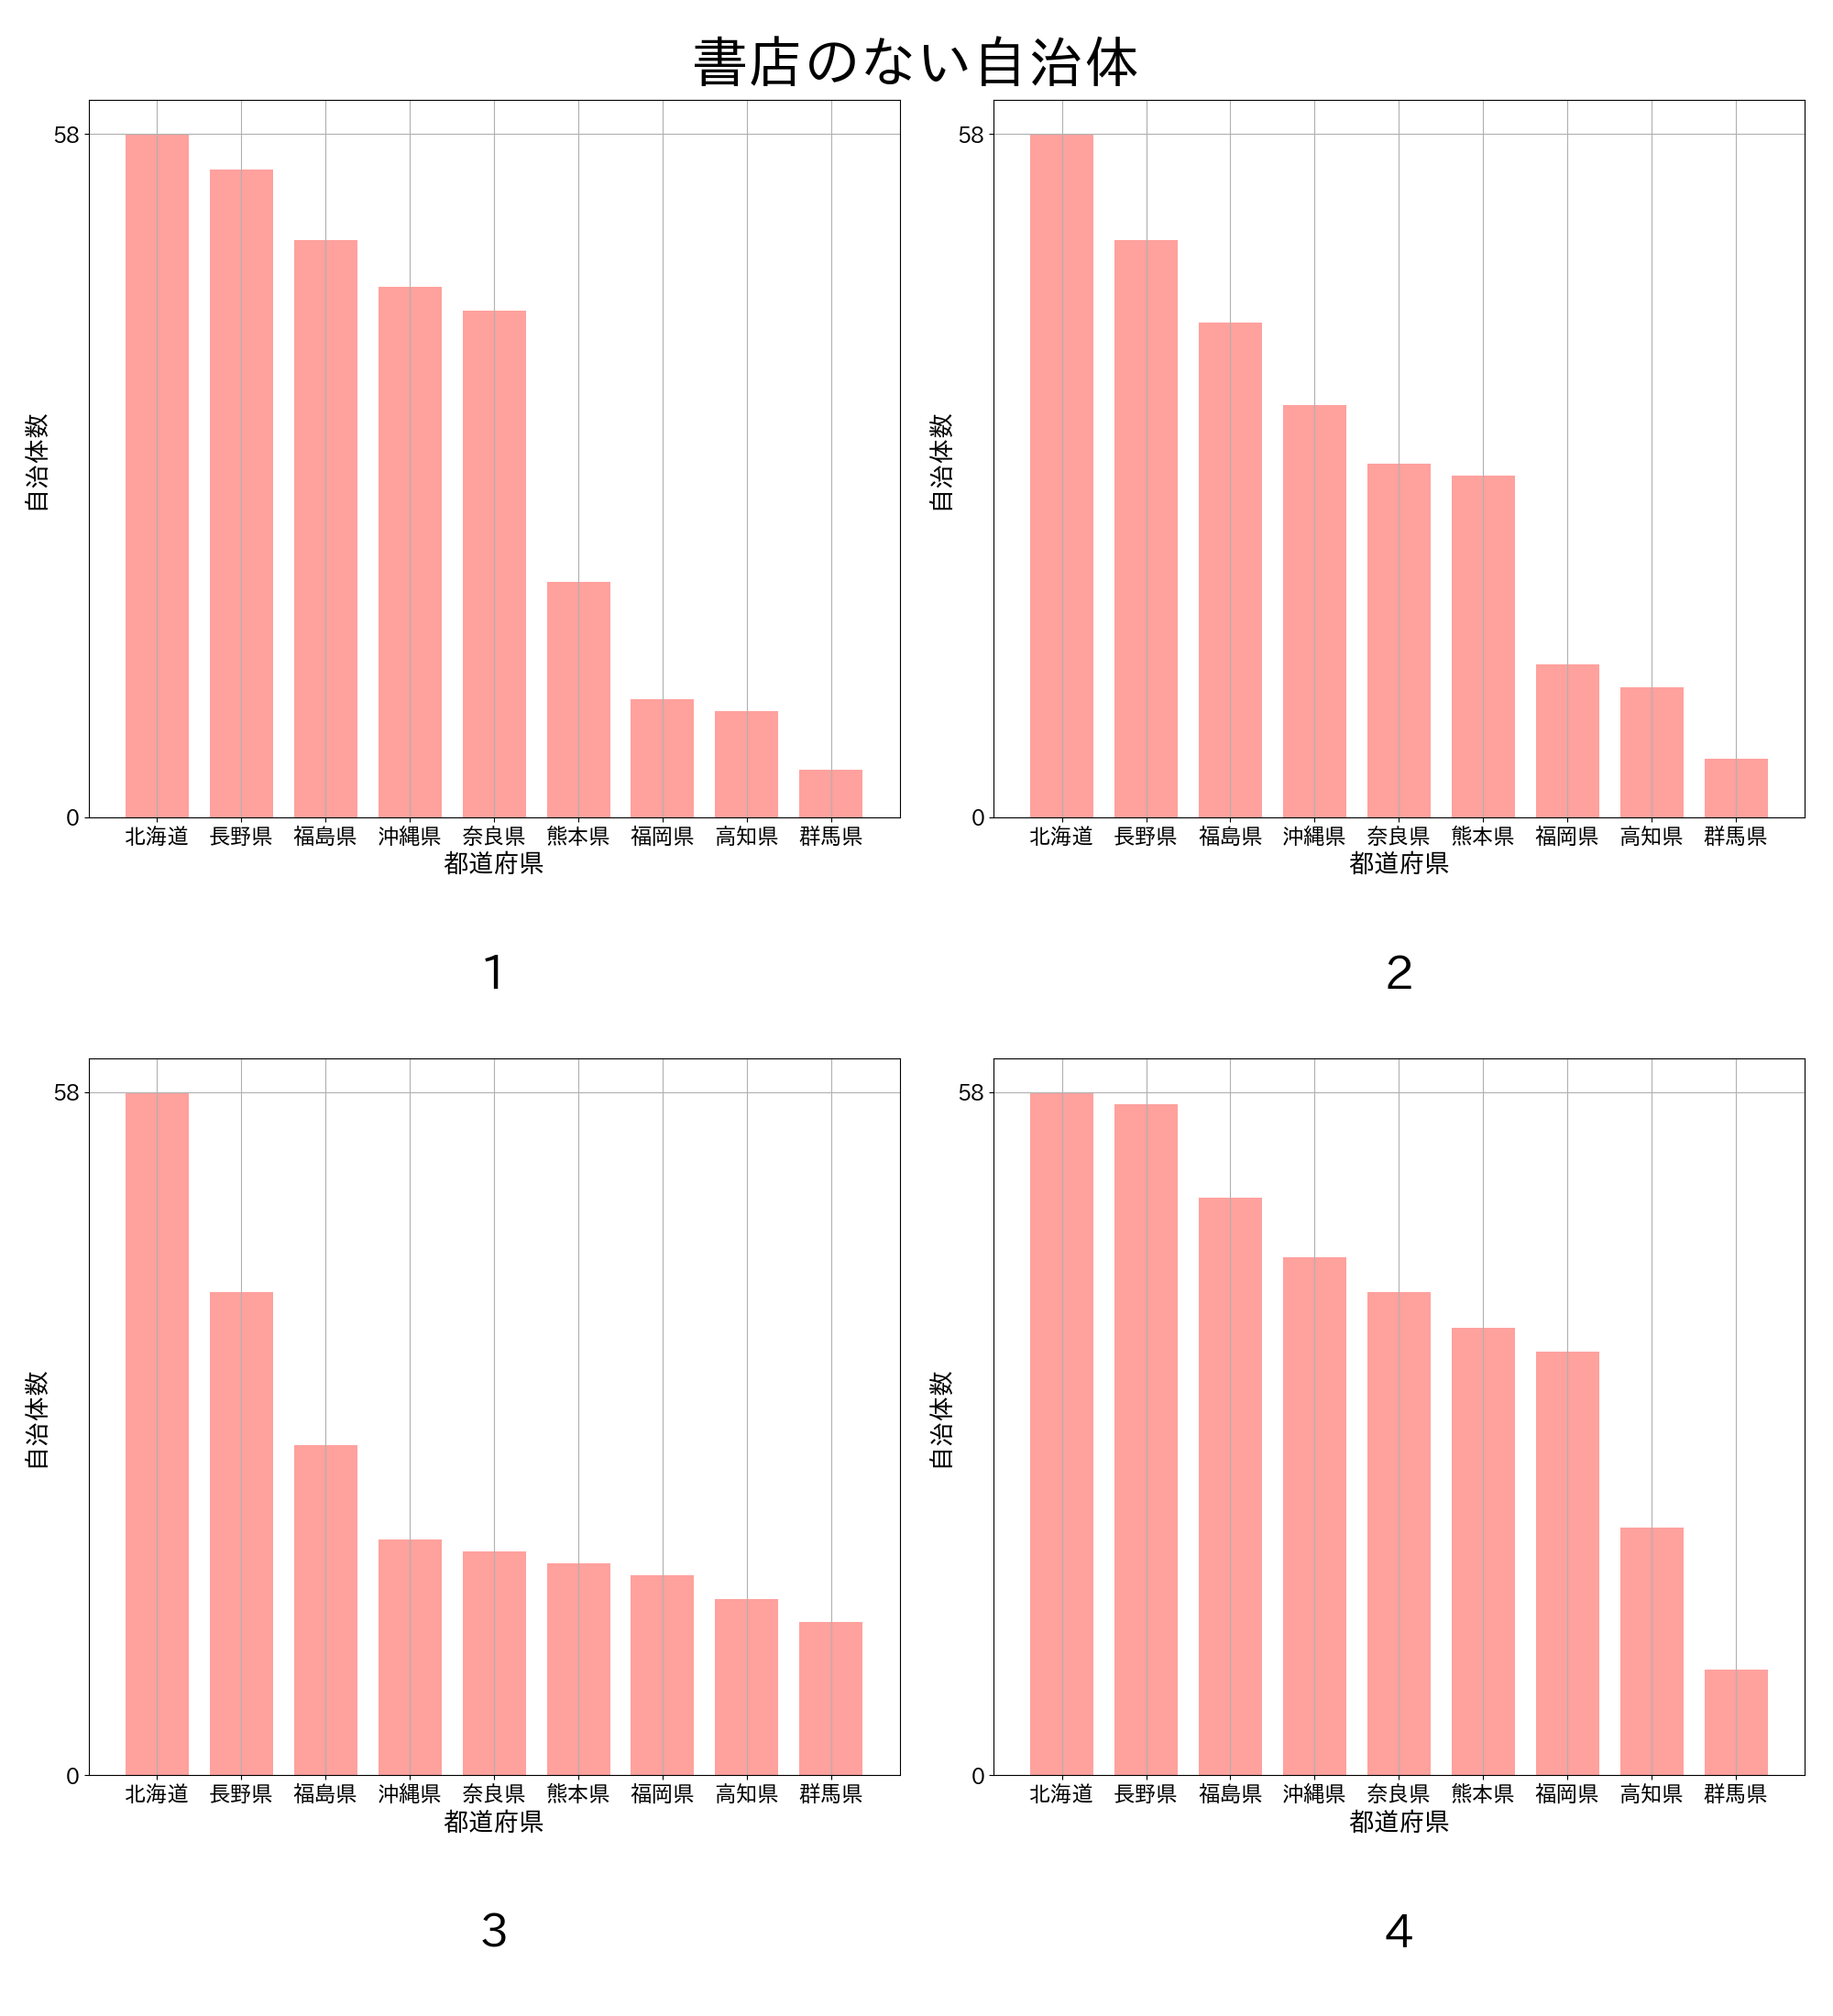 書店のない自治体
58
0
自治体数
北海道 長野県 福島県 沖縄県 奈良県 熊本県 福岡県 高知県 群馬県
都道府県
1
58
0
自治体数
北海道 長野県 福島県 沖縄県 奈良県 熊本県 福岡県 高知県 群馬県
都道府県
2
58
0
自治体数
北海道 長野県 福島県 沖縄県 奈良県 熊本県 福岡県 高知県 群馬県
都道府県
3
58
0
自治体数
北海道 長野県 福島県 沖縄県 奈良県 熊本県 福岡県 高知県 群馬県
都道府県
4